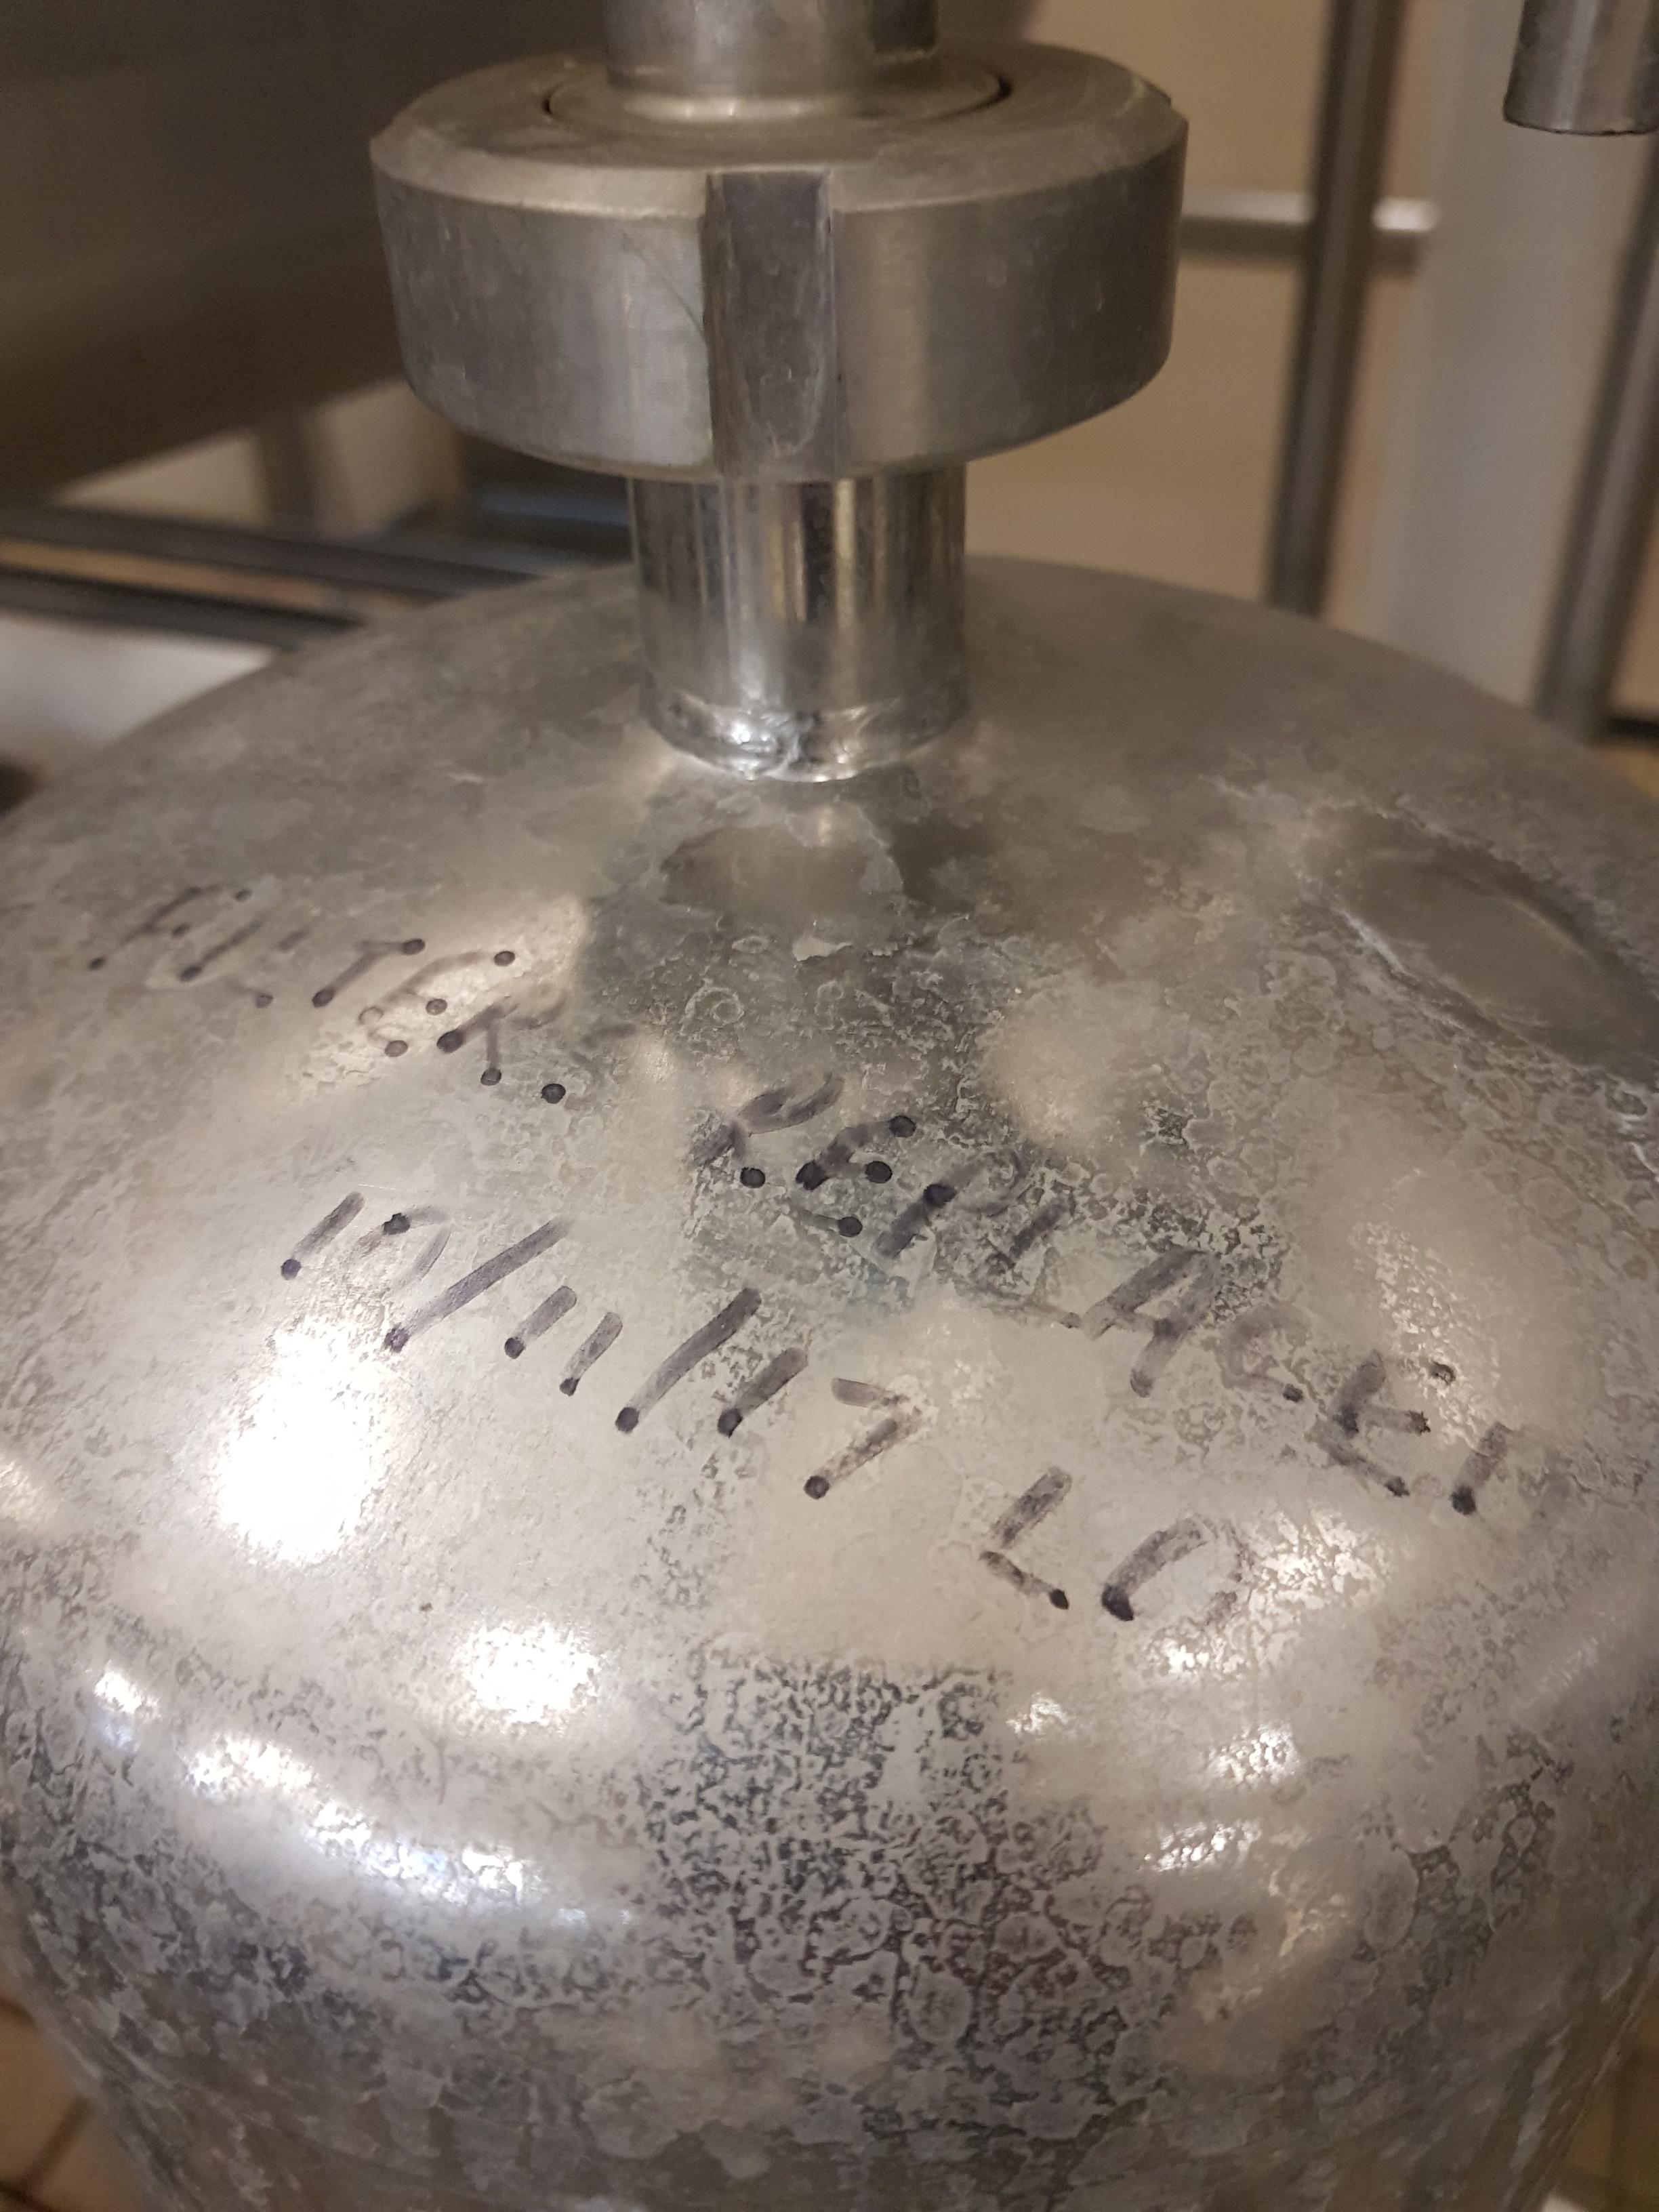 FILTER. REPLACED
10/11/17 LD